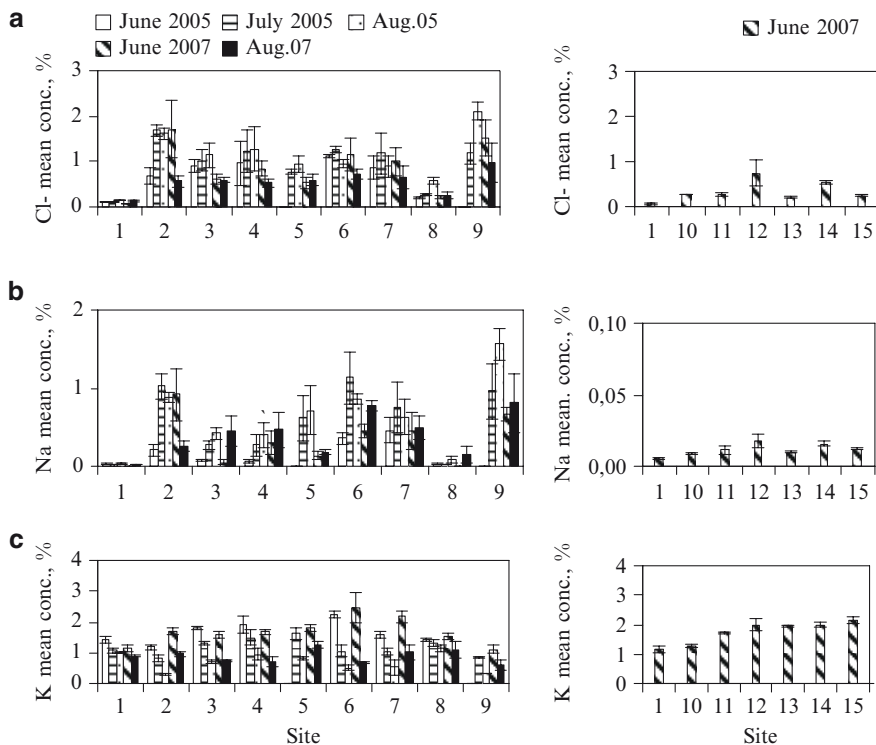 a
June 2005 July 2005 Aug.05
June 2007 Aug.07
Cl- mean conc., %
3
2
1
0
1 2 3 4 5 6 7 8 9
June 2007
Cl- mean conc., %
3
2
1
0
1 10 11 12 13 14 15
b
Na mean conc., %
2
1
0
1 2 3 4 5 6 7 8 9
Na mean. conc., %
0,10
0,05
0,00
1 10 11 12 13 14 15
c
K mean conc., %
4
3
2
1
0
1 2 3 4 5 6 7 8 9
Site
K mean conc., %
4
3
2
1
0
1 10 11 12 13 14 15
Site